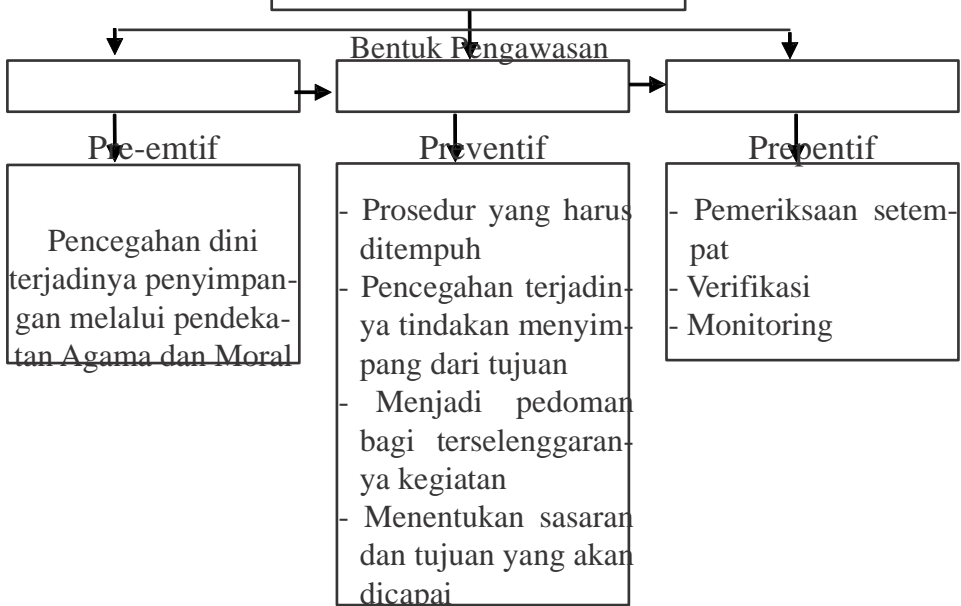 Bentuk Pengawasan
Pre-emtif
Preventif
Prepentif
Pencegahan dini
terjadinya penyimpan-
gan melalui pendeka-
tan Agama dan Moral
- Prosedur yang harus
ditempuh
- Pencegahan terjadin-
ya tindakan menyim-
pang dari tujuan
- Menjadi pedoman
bagi terselenggaran-
ya kegiatan
- Menentukan sasaran
dan tujuan yang akan
dicapai
- Pemeriksaan setem-
pat
- Verifikasi
- Monitoring